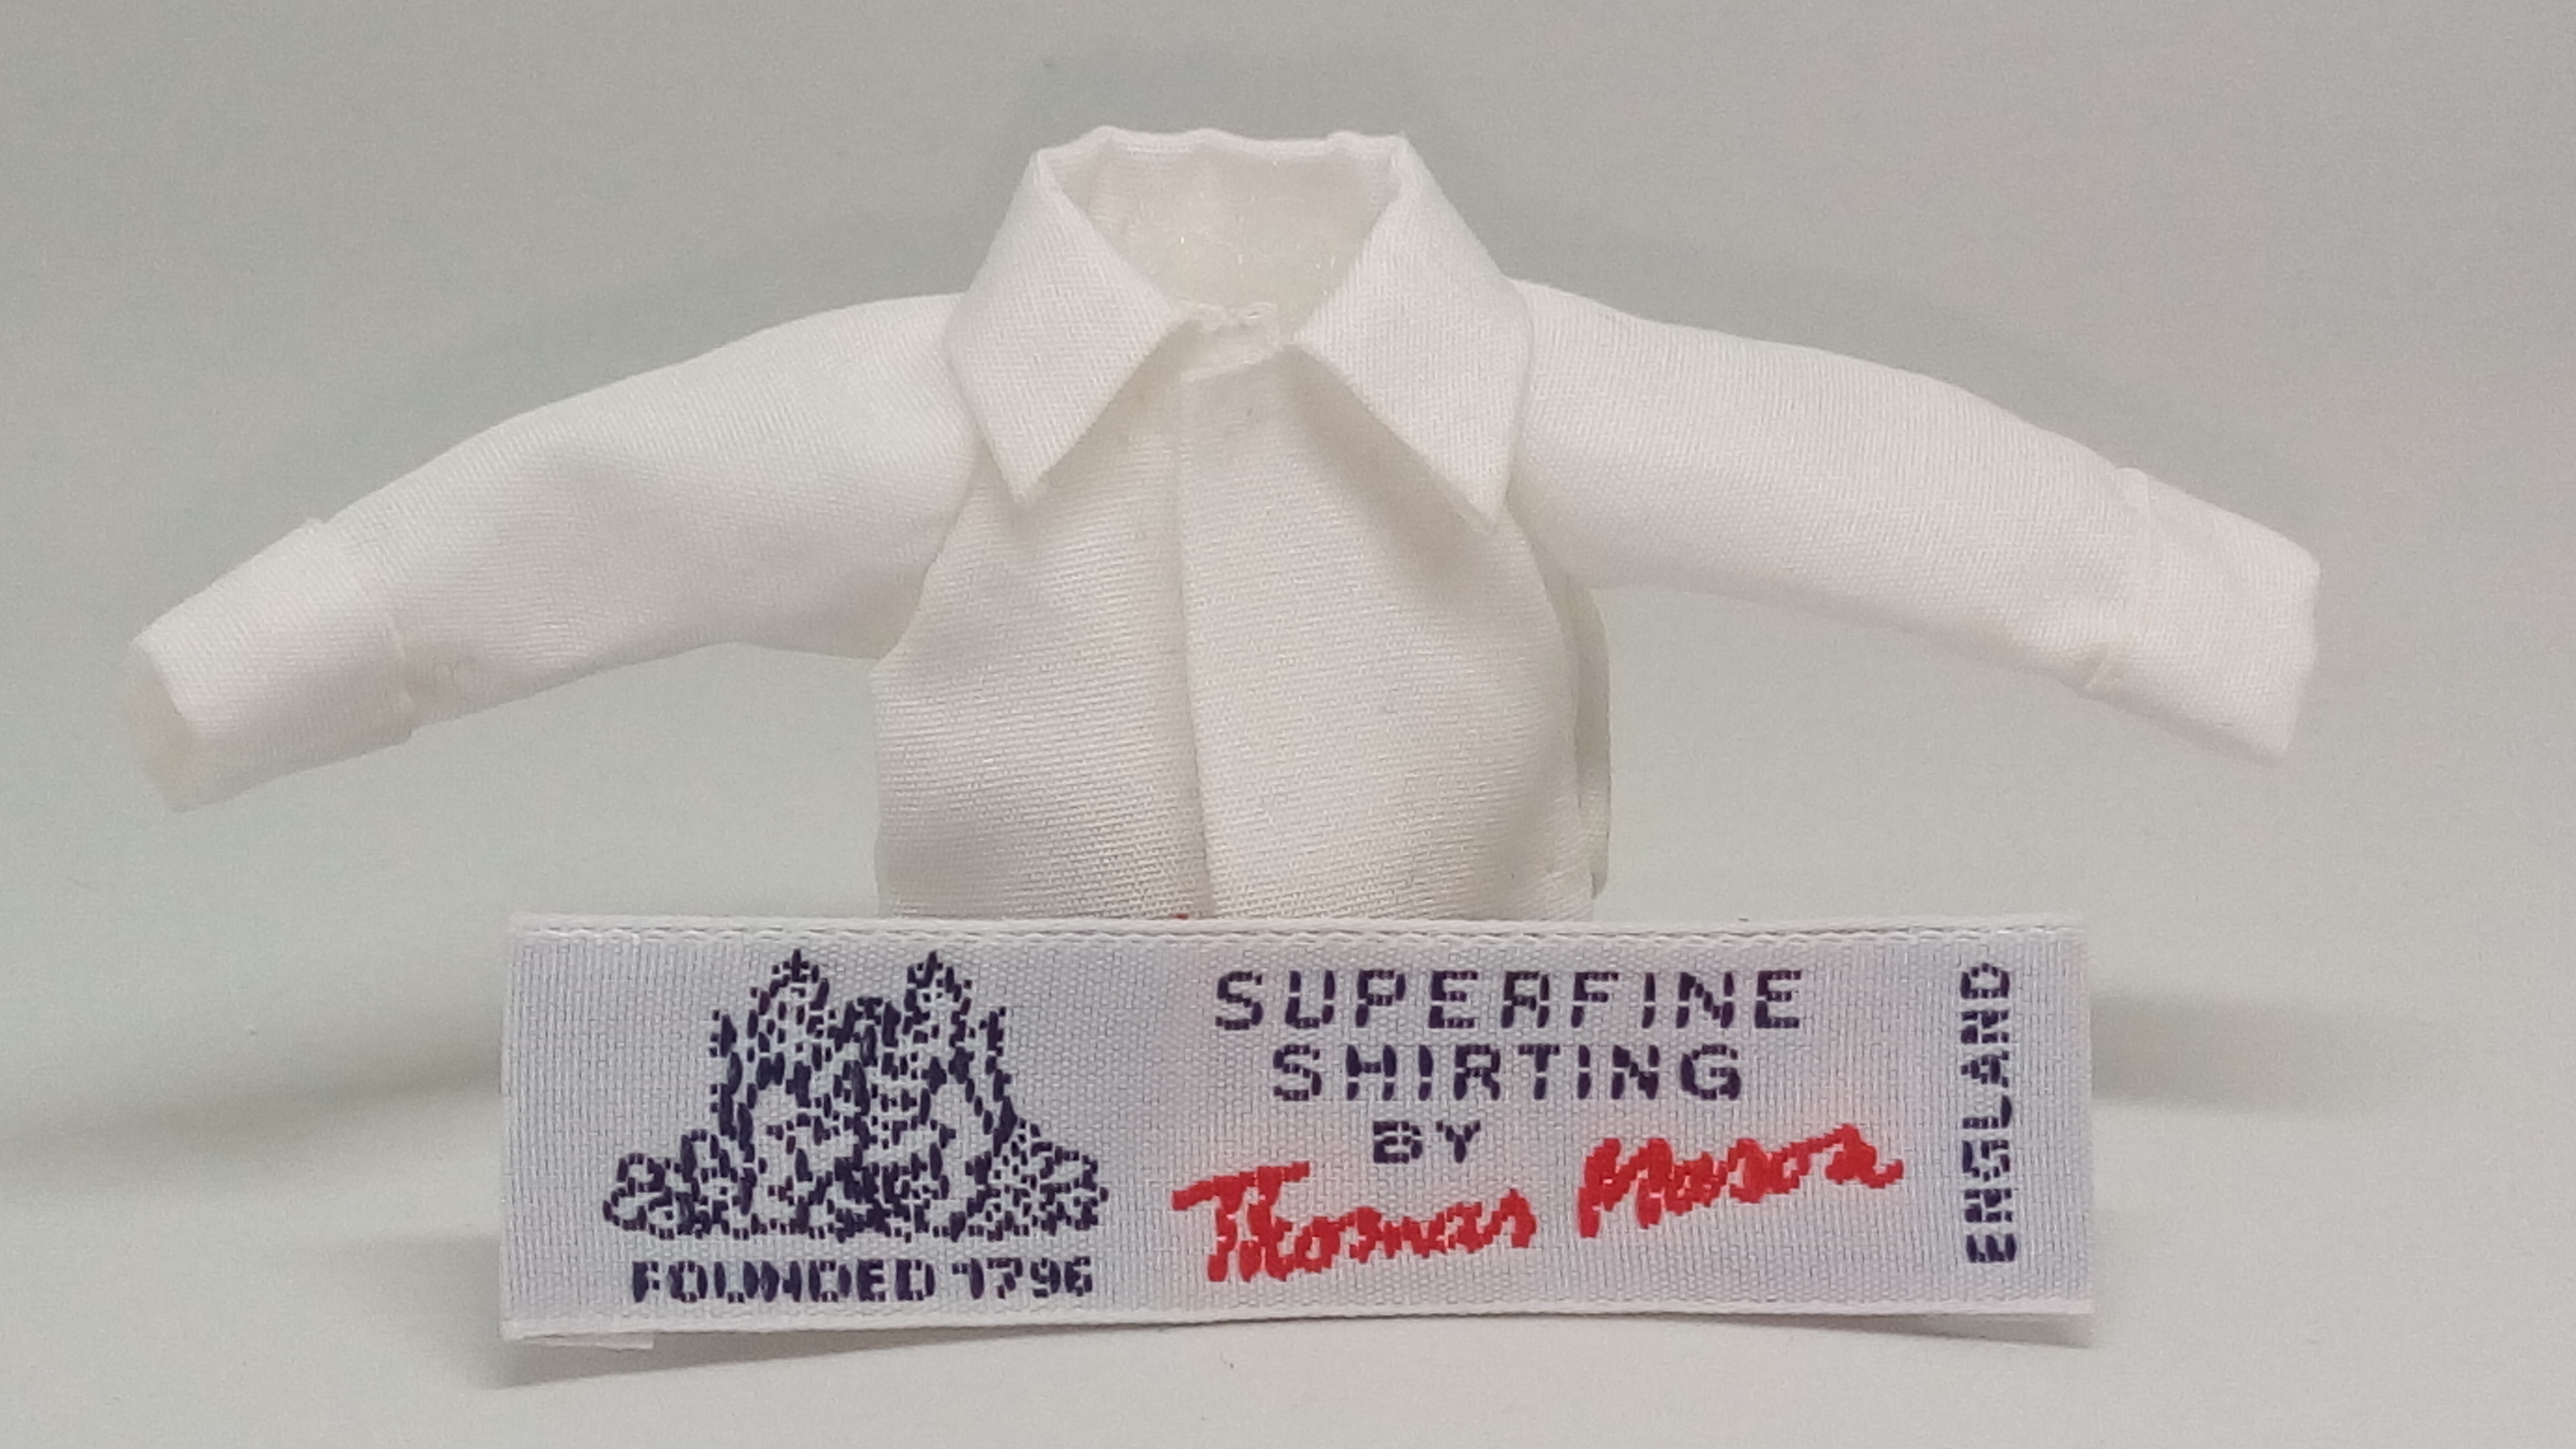 FOUNDED 1796
SUPERFINE
SHIRTING
BY
Thomas Mason
ENGLAND